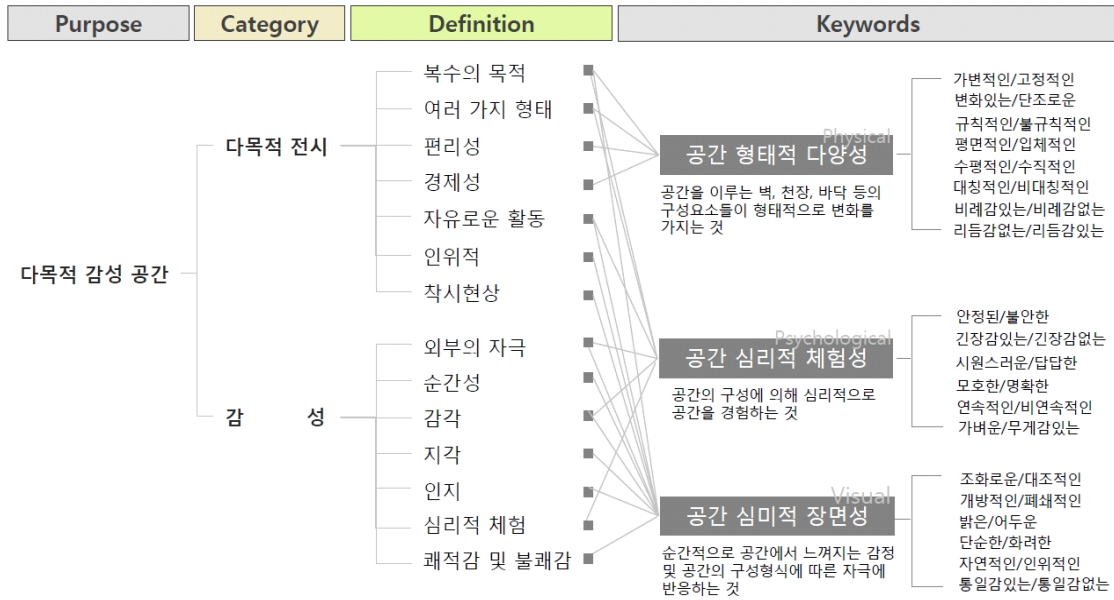 Purpose
Category
Definition
Keywords
다목적 감성 공간
다목적 전시
감 성
복수의 목적
여러 가지 형태
편리성
경제성
자유로운 활동
인위적
착시현상
외부의 자극
순간성
감각
지각
인지
심리적 체험
쾌적감 및 불쾌감
Physical
공간 형태적 다양성
공간을 이루는 벽, 천장, 바닥 등의
구성요소들이 형태적으로 변화를
가지는 것
가변적인/고정적인
변화있는/단조로운
규칙적인/불규칙적인
평면적인/입체적인
수평적인/수직적인
대칭적인/비대칭적인
비례감있는/비례감없는
리듬감없는/리듬감있는
Psychological
공간 심리적 체험성
공간의 구성에 의해 심리적으로
공간을 경험하는 것
안정된/불안한
긴장감있는/긴장감없는
시원스러운/답답한
모호한/명확한
연속적인/비연속적인
가벼운/무게감있는
Visual
공간 심미적 장면성
순간적으로 공간에서 느껴지는 감정
및 공간의 구성형식에 따른 자극에
반응하는 것
조화로운/대조적인
개방적인/폐쇄적인
밝은/어두운
단순한/화려한
자연적인/인위적인
통일감있는/통일감없는